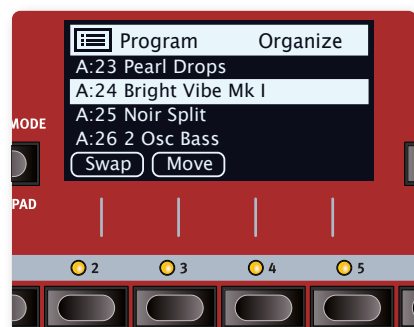 Program Organize
A:23 Pearl Drops
A:24 Bright Vibe Mk I
A:25 Noir Split
A:26 2 Osc Bass
Swap Move
MODE
PAD
2 3 4 5